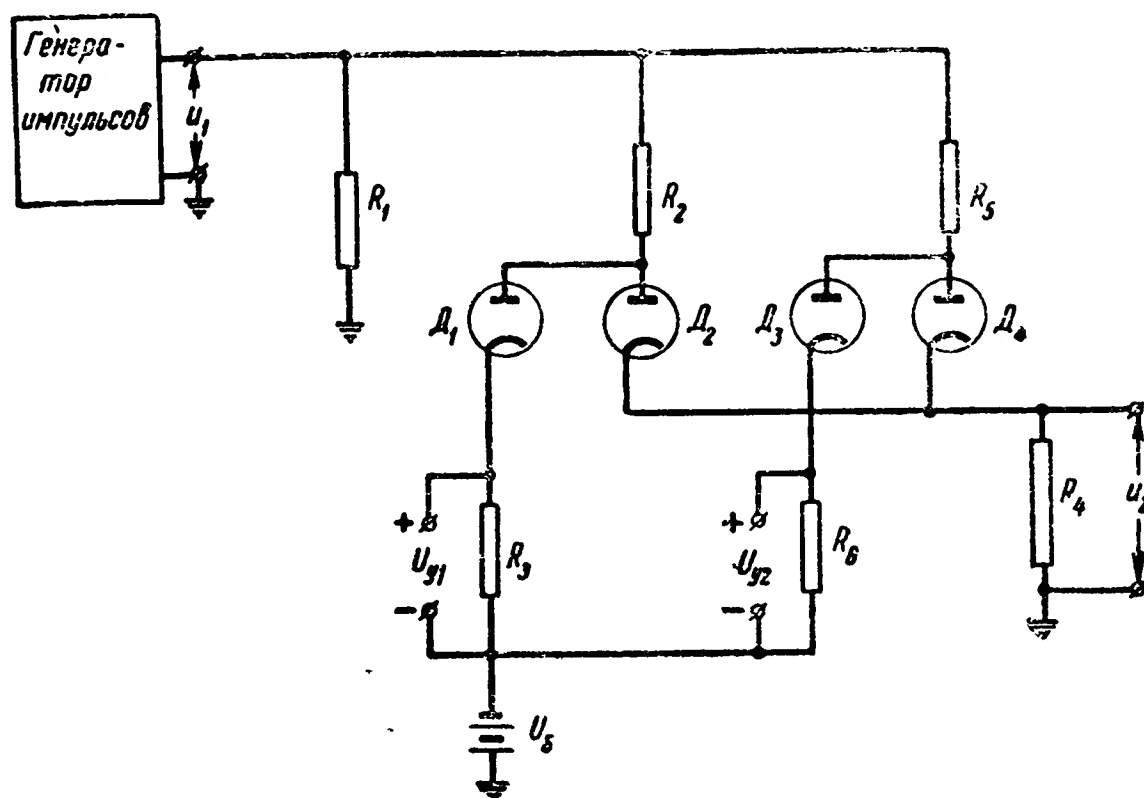 Генера-
тор
импульсов
u₁
R₁
R₂
R₅
Д₁
Д₂
Д₃
Д₄
+
Uу1
−
R₃
+
Uу2
−
R₆
R₄
u₂
Uб